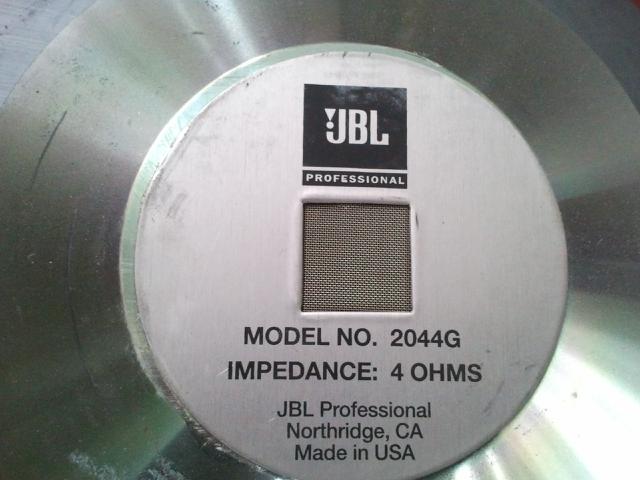 JBL
PROFESSIONAL
MODEL NO. 2044G
IMPEDANCE: 4 OHMS
JBL Professional
Northridge, CA
Made in USA